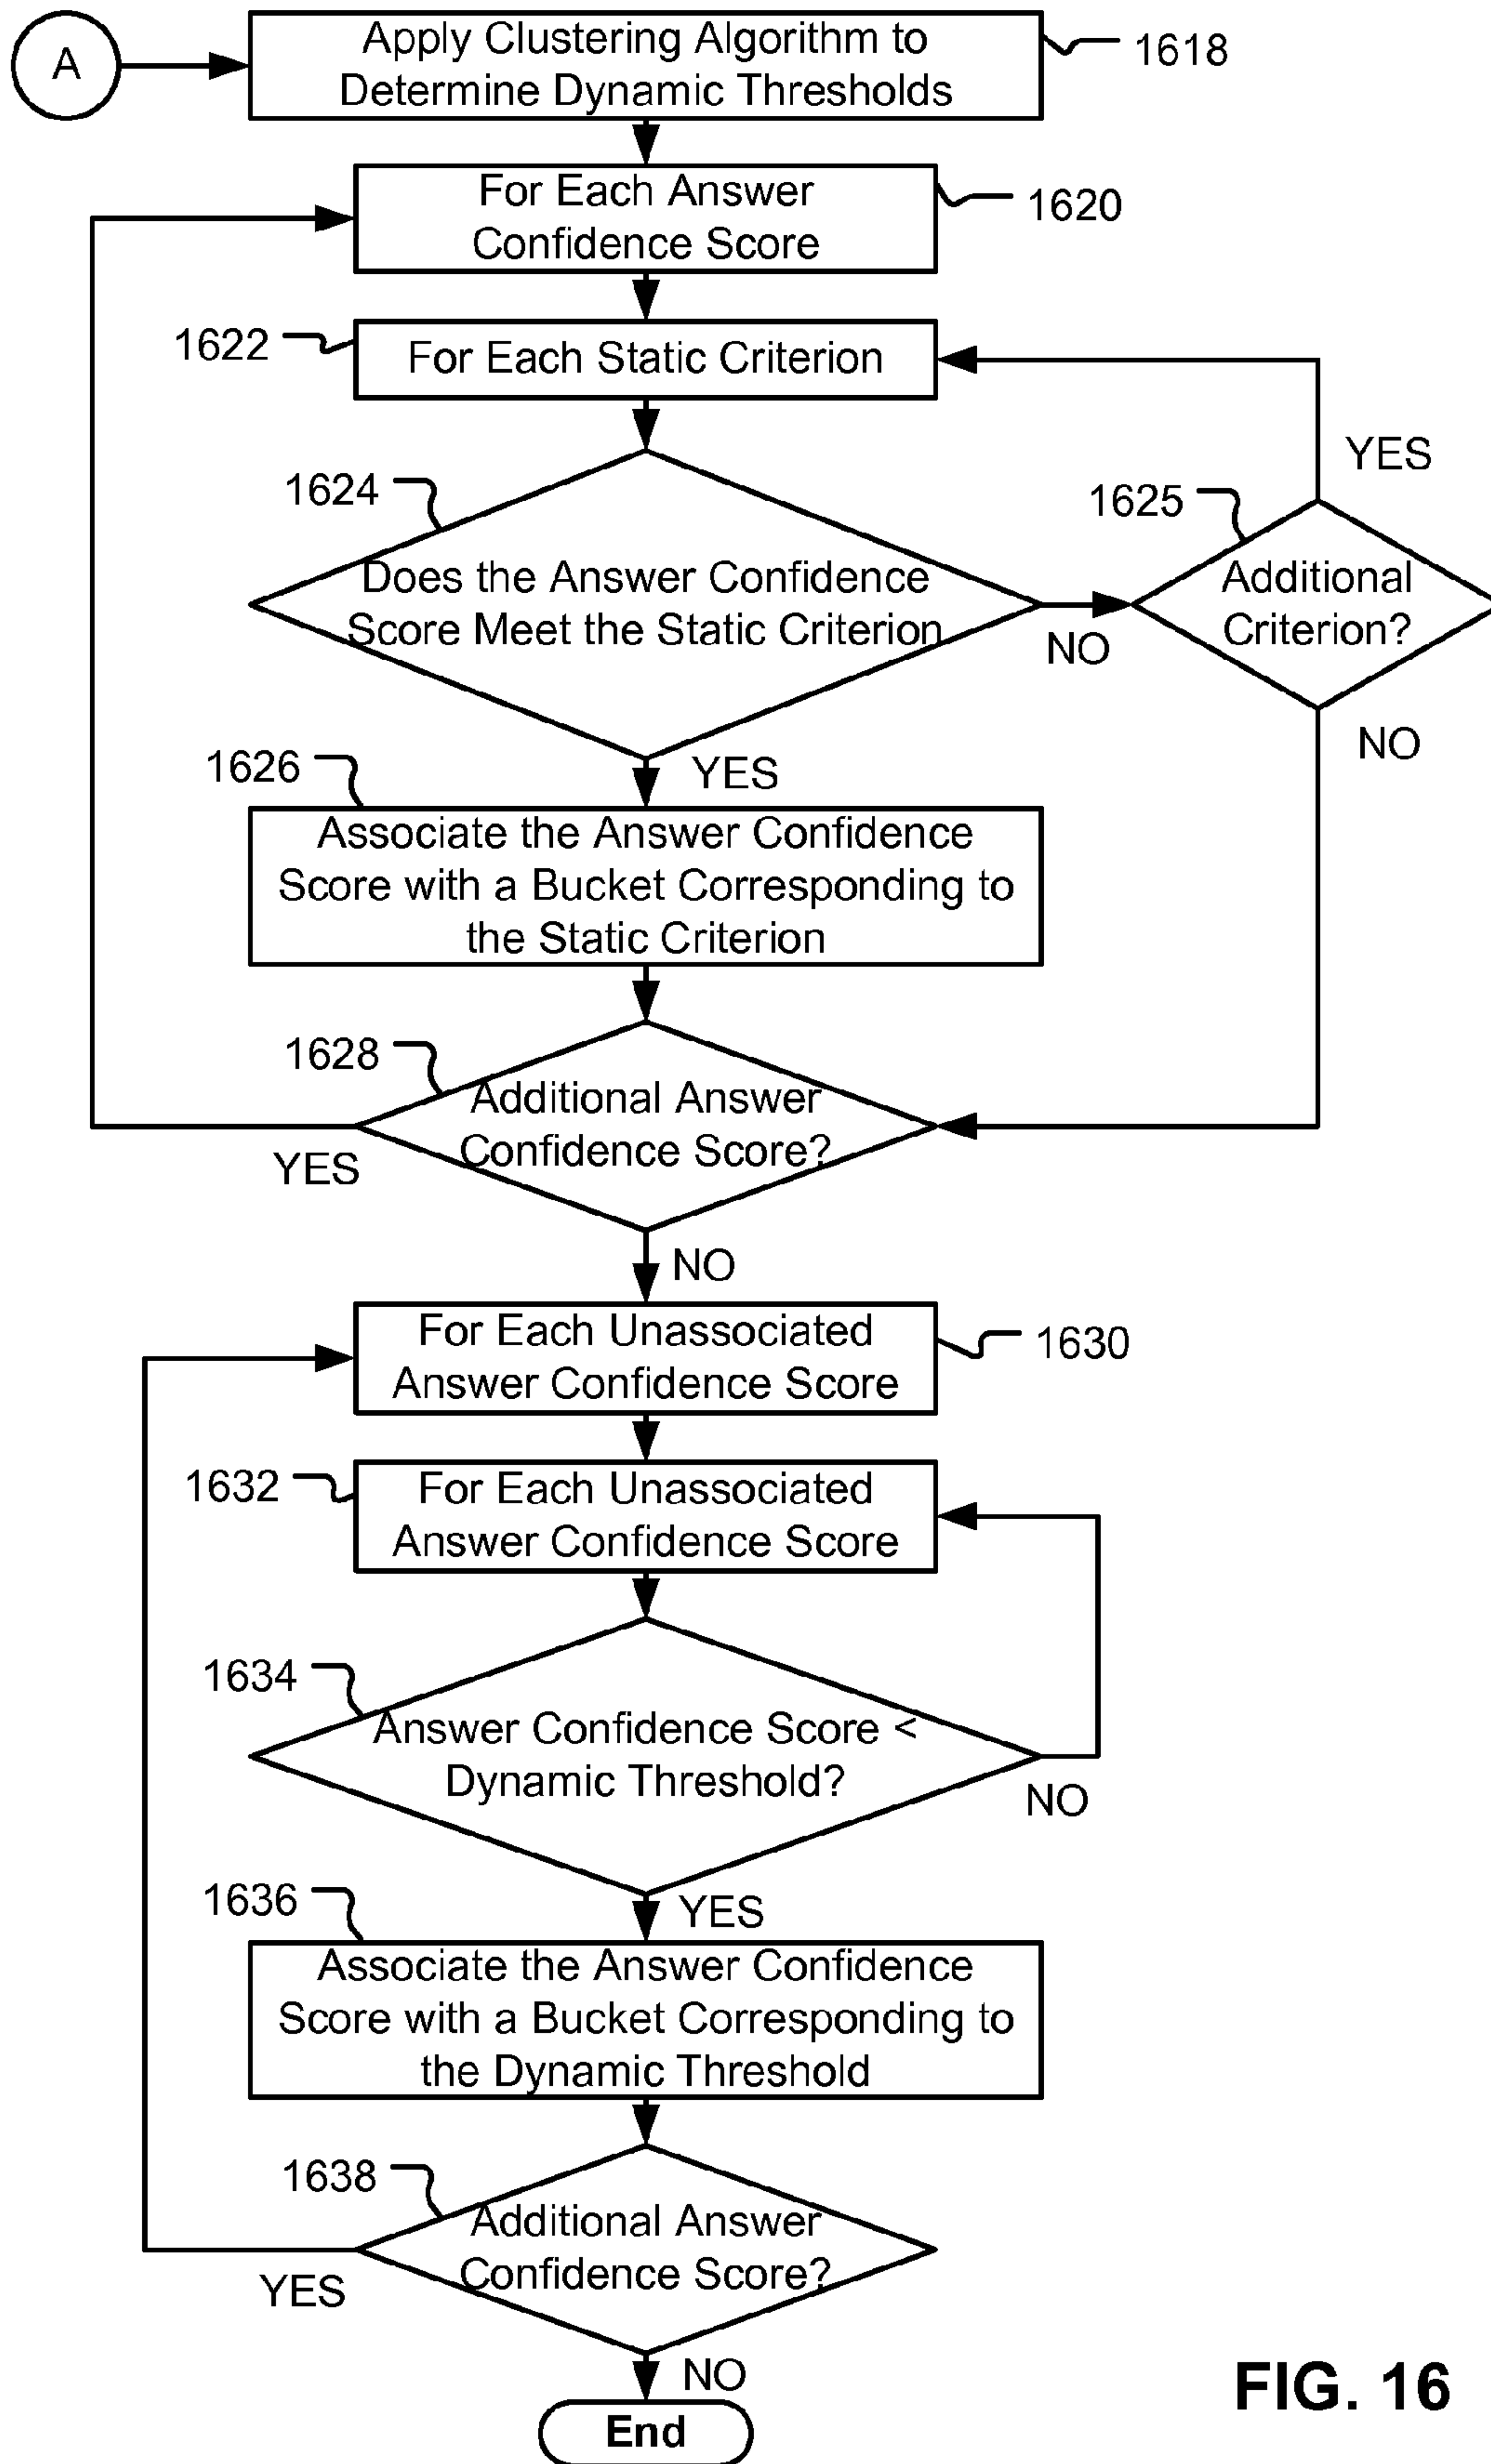 A
Apply Clustering Algorithm to
Determine Dynamic Thresholds
1618
For Each Answer
Confidence Score
1620
1622
For Each Static Criterion
YES
1624
1625
Does the Answer Confidence
Score Meet the Static Criterion
NO
Additional
Criterion?
NO
1626
YES
Associate the Answer Confidence
Score with a Bucket Corresponding to
the Static Criterion
1628
Additional Answer
Confidence Score?
YES
NO
For Each Unassociated
Answer Confidence Score
1630
1632
For Each Unassociated
Answer Confidence Score
1634
Answer Confidence Score <
Dynamic Threshold?
NO
1636
YES
Associate the Answer Confidence
Score with a Bucket Corresponding to
the Dynamic Threshold
1638
Additional Answer
Confidence Score?
YES
NO
End
FIG. 16